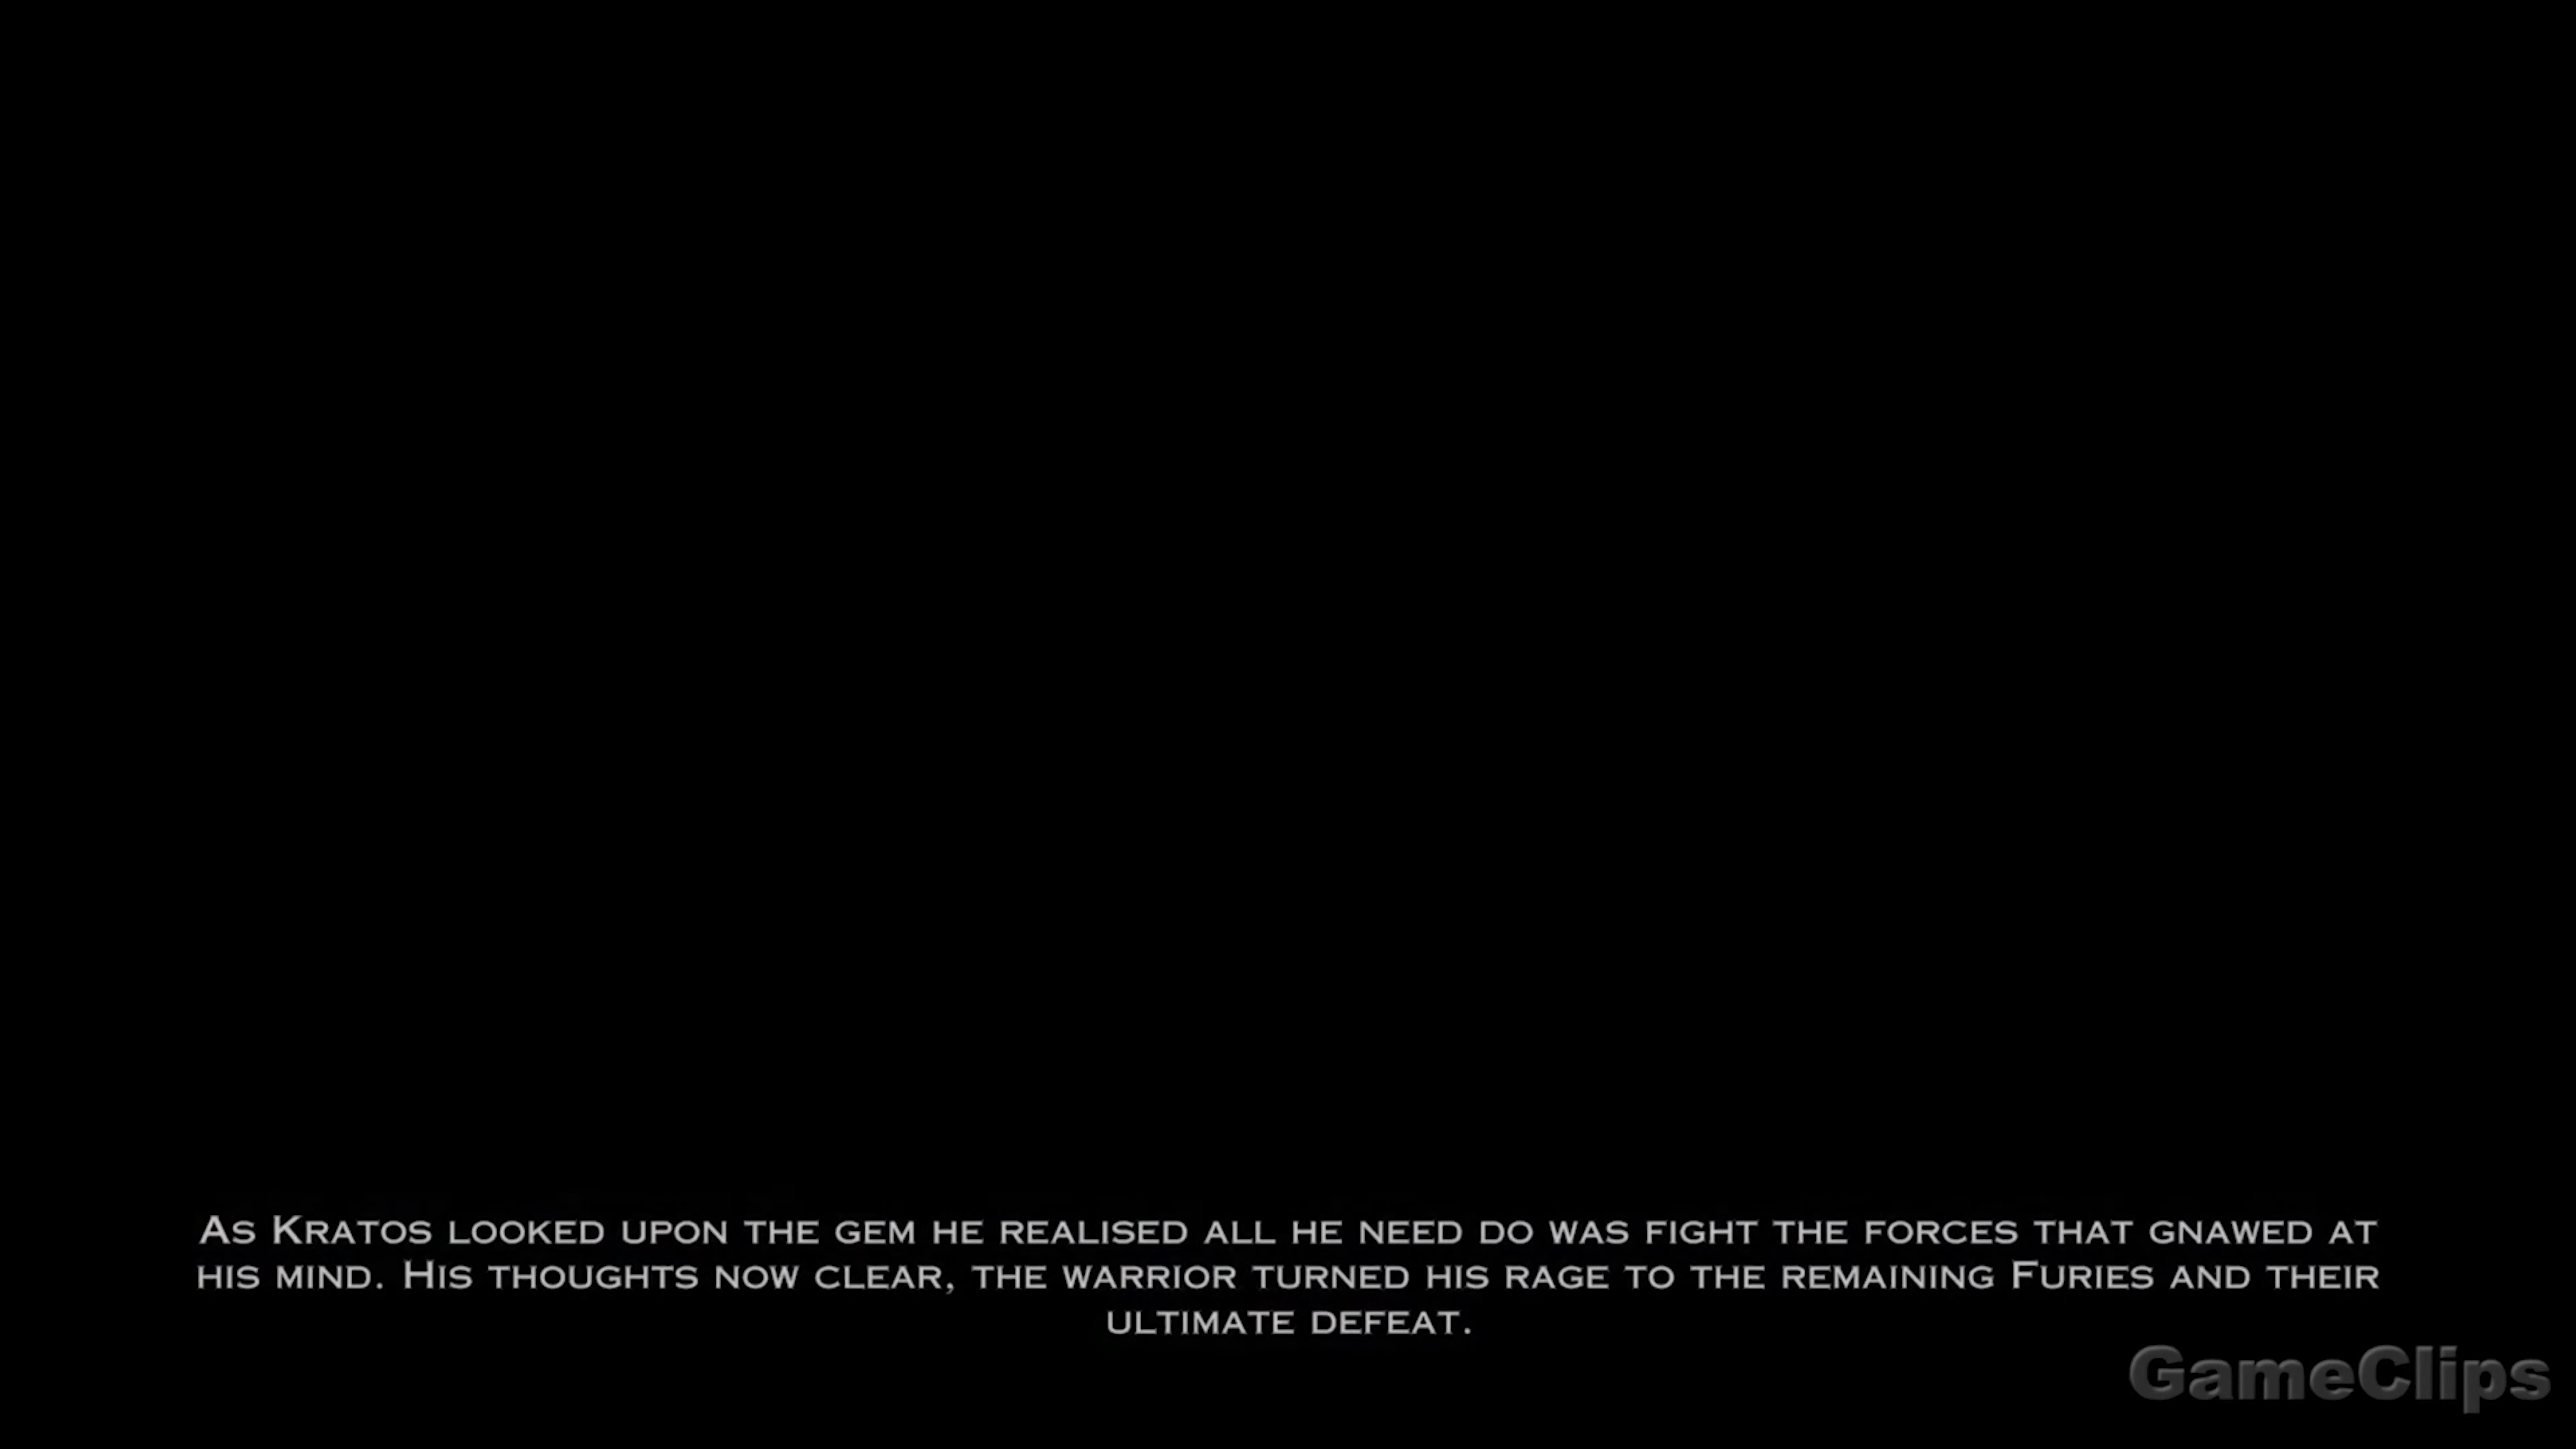 As Kratos looked upon the gem he realised all he need do was fight the forces that gnawed at
his mind. His thoughts now clear, the warrior turned his rage to the remaining Furies and their
ultimate defeat.
GameClips